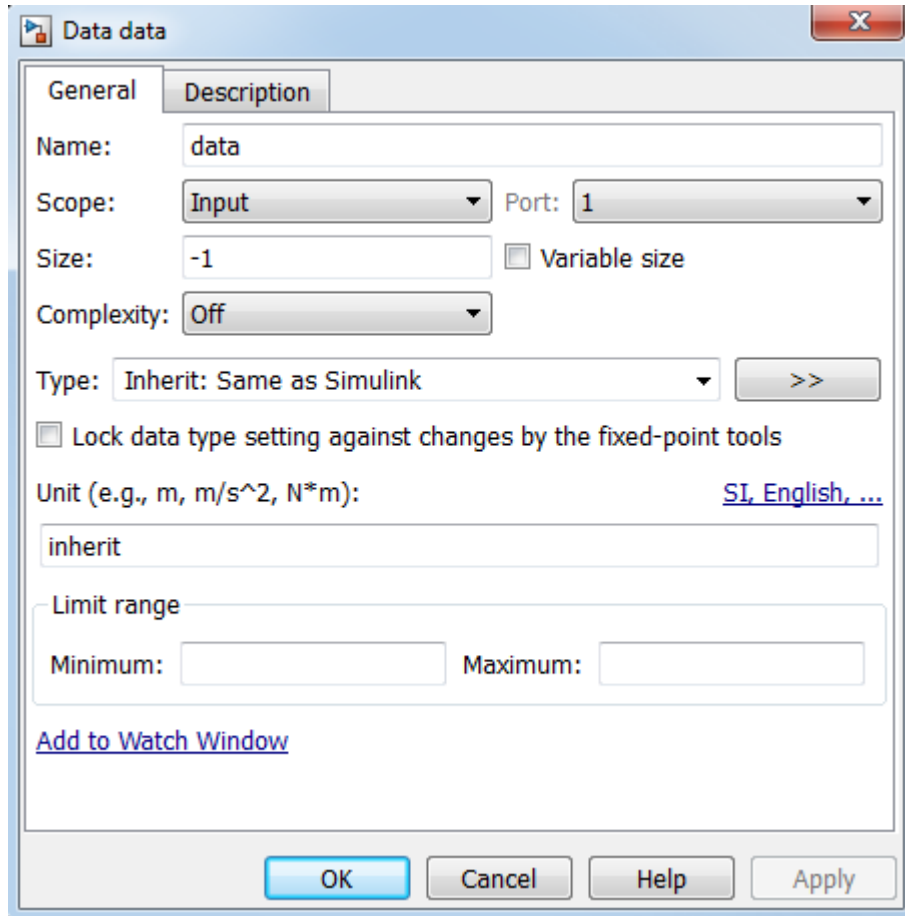 Data data
General Description
Name: data
Scope: Input Port: 1
Size: -1 Variable size
Complexity: Off
Type: Inherit: Same as Simulink >>
Lock data type setting against changes by the fixed-point tools
Unit (e.g., m, m/s^2, N*m): SI, English, ...
inherit
Limit range
Minimum: Maximum:
Add to Watch Window
OK Cancel Help Apply